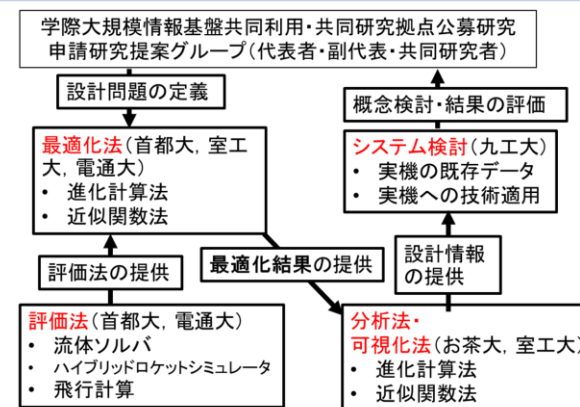 学際大規模情報基盤共同利用・共同研究拠点公募研究
申請研究提案グループ(代表者・副代表・共同研究者)
設計問題の定義
概念検討・結果の評価
最適化法(首都大, 室工
大, 電通大)
• 進化計算法
• 近似関数法
システム検討(九工大)
• 実機の既存データ
• 実機への技術適用
評価法の提供
最適化結果の提供
設計情報
の提供
評価法(首都大, 電通大)
• 流体ソルバ
• ハイブリッドロケットシミュレータ
• 飛行計算
分析法・
可視化法(お茶大, 室工大)
• 進化計算法
• 近似関数法